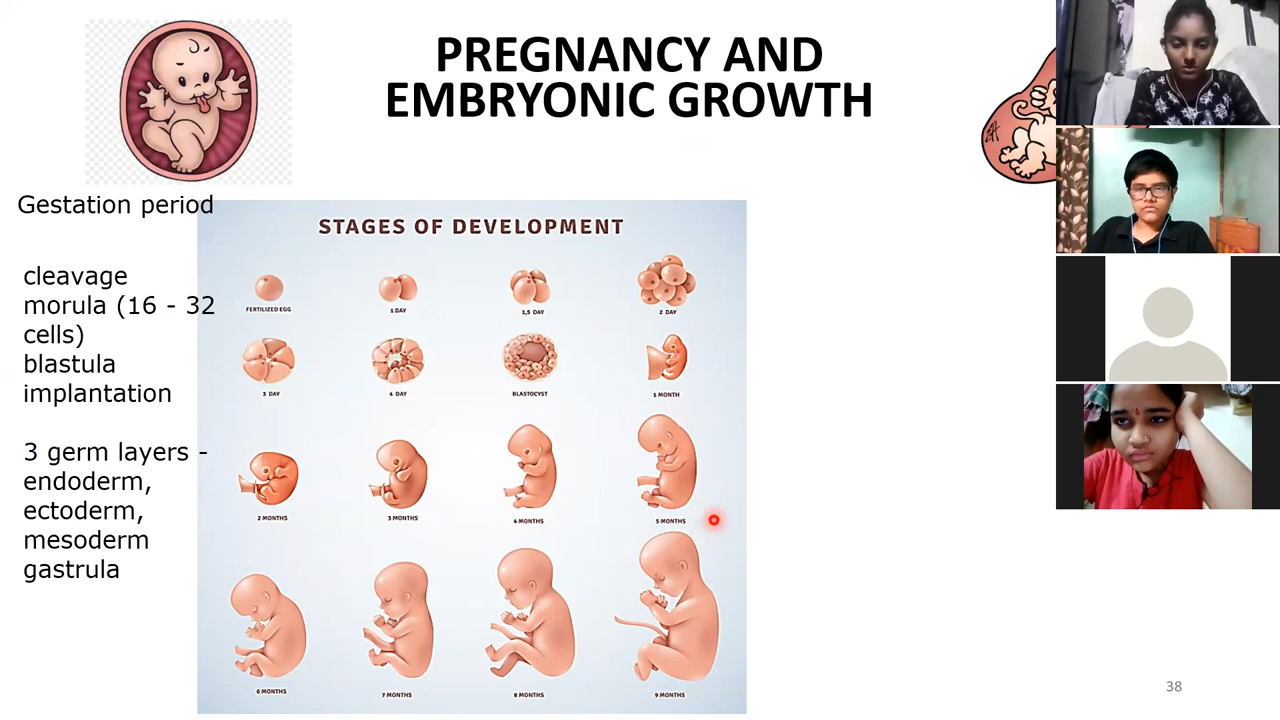 PREGNANCY AND
EMBRYONIC GROWTH
Gestation period
cleavage
morula (16 - 32
cells)
blastula
implantation
3 germ layers -
endoderm,
ectoderm,
mesoderm
gastrula
STAGES OF DEVELOPMENT
FERTILIZED EGG
1 DAY
1,5 DAY
2 DAY
3 DAY
4 DAY
BLASTOCYST
1 MONTH
2 MONTHS
3 MONTHS
4 MONTHS
5 MONTHS
6 MONTHS
7 MONTHS
8 MONTHS
9 MONTHS
38